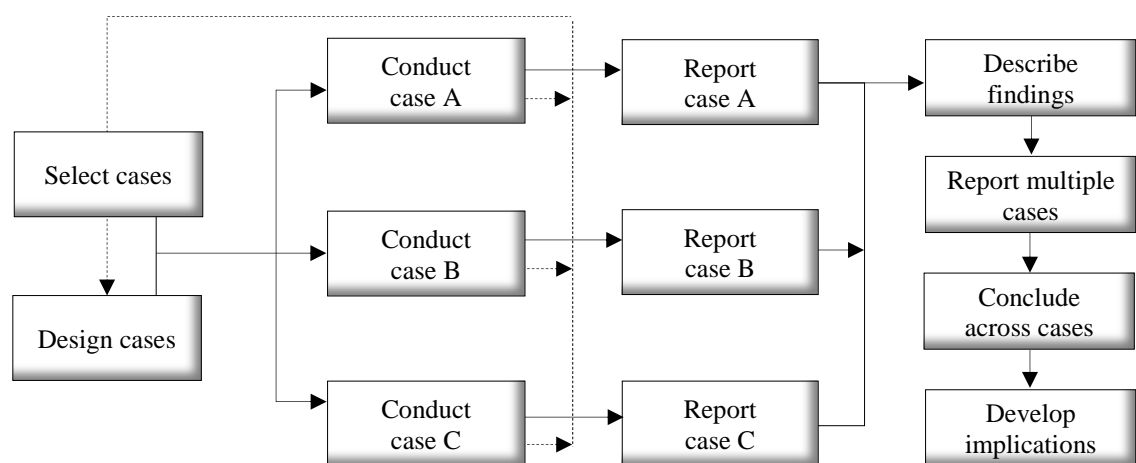 Select cases
Design cases
Conduct
case A
Conduct
case B
Conduct
case C
Report
case A
Report
case B
Report
case C
Describe
findings
Report multiple
cases
Conclude
across cases
Develop
implications